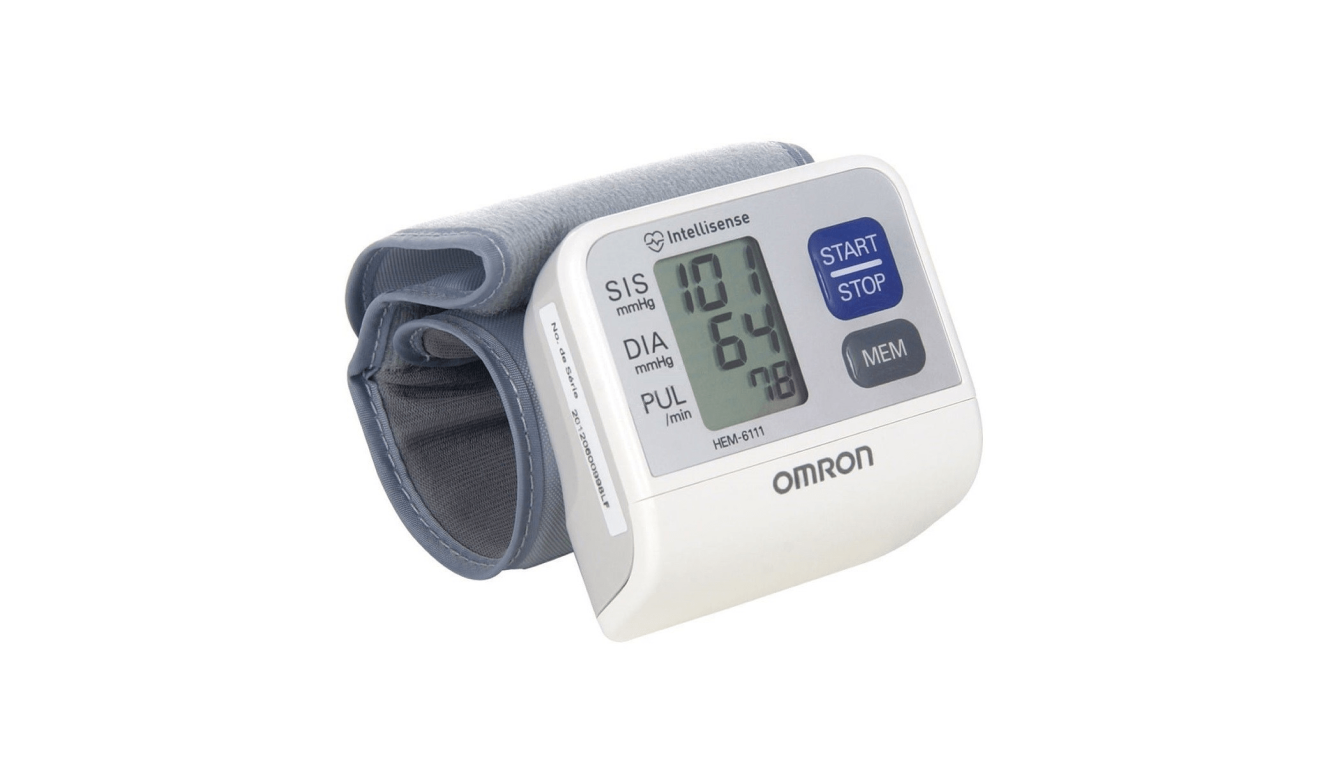 Intellisense
SIS
mmHg
101
DIA
mmHg
64
PUL
/min
78
START
STOP
MEM
HEM-6111
OMRON
No. de Série 20120600998LF